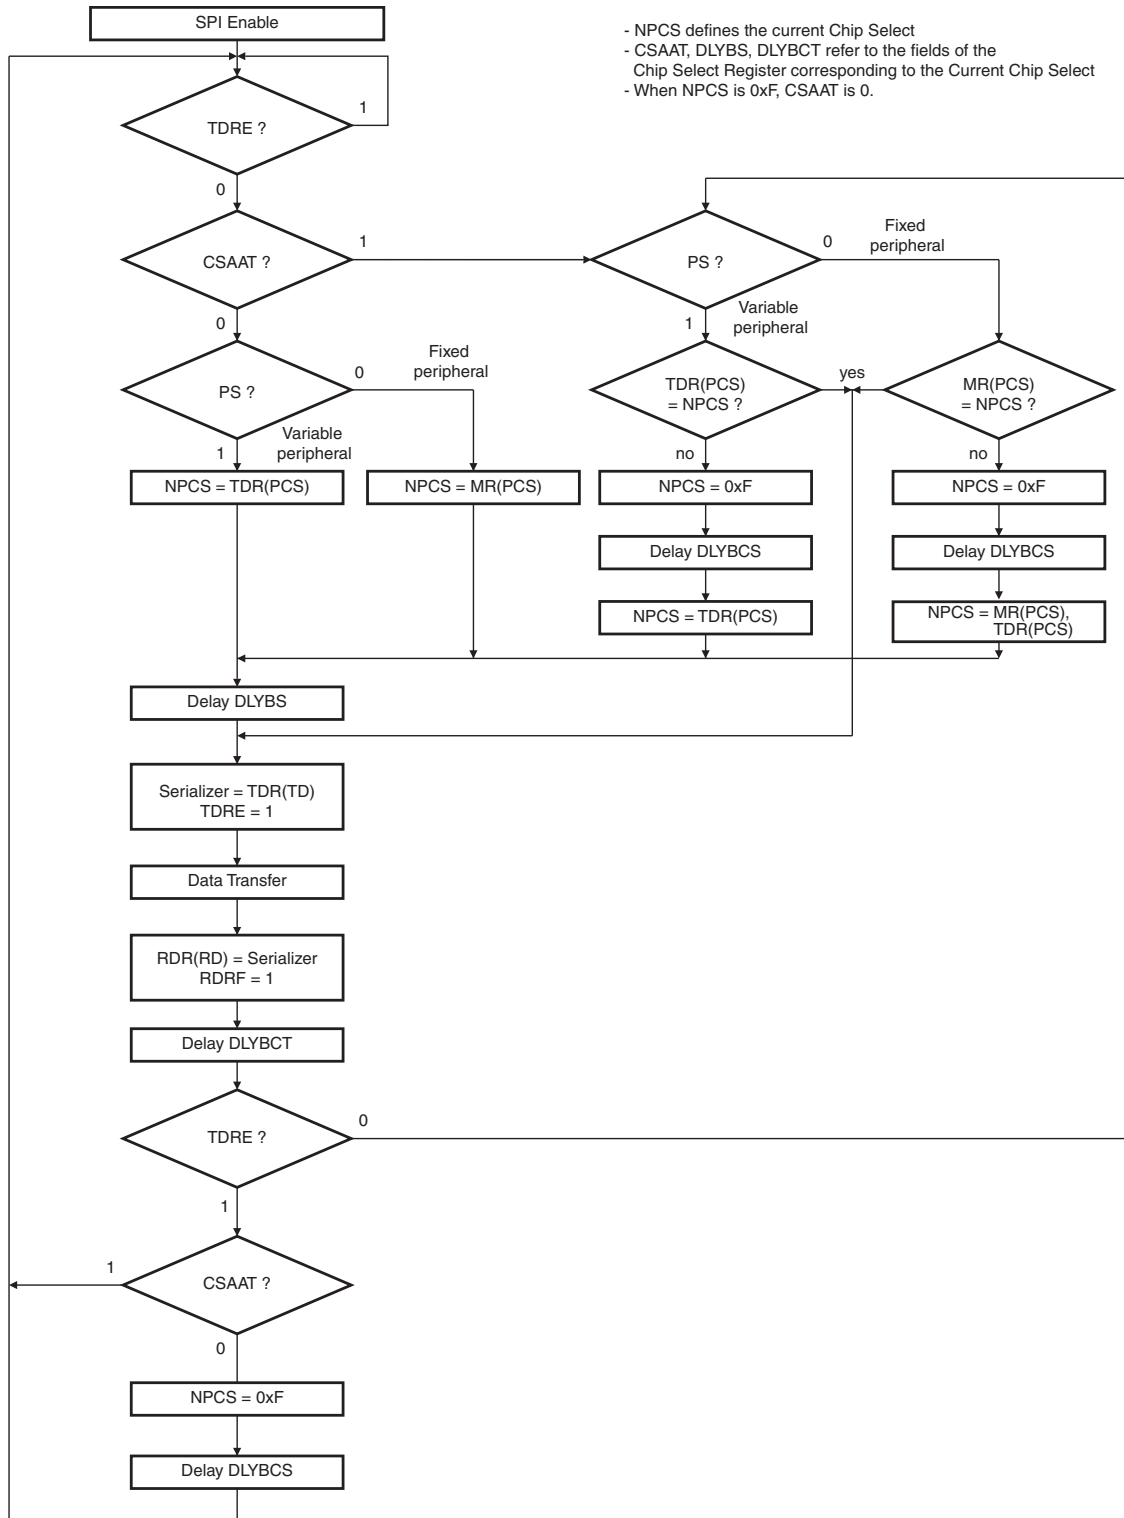 SPI Enable
- NPCS defines the current Chip Select
- CSAAT, DLYBS, DLYBCT refer to the fields of the
Chip Select Register corresponding to the Current Chip Select
- When NPCS is 0xF, CSAAT is 0.
TDRE ?
1
0
CSAAT ?
1
0
PS ?
0
Fixed
peripheral
1
Variable
peripheral
PS ?
0
Fixed
peripheral
1
Variable
peripheral
TDR(PCS)
= NPCS ?
yes
MR(PCS)
= NPCS ?
no
no
NPCS = TDR(PCS)
NPCS = MR(PCS)
NPCS = 0xF
NPCS = 0xF
Delay DLYBCS
Delay DLYBCS
NPCS = TDR(PCS)
NPCS = MR(PCS),
TDR(PCS)
Delay DLYBS
Serializer = TDR(TD)
TDRE = 1
Data Transfer
RDR(RD) = Serializer
RDRF = 1
Delay DLYBCT
TDRE ?
0
1
CSAAT ?
1
0
NPCS = 0xF
Delay DLYBCS